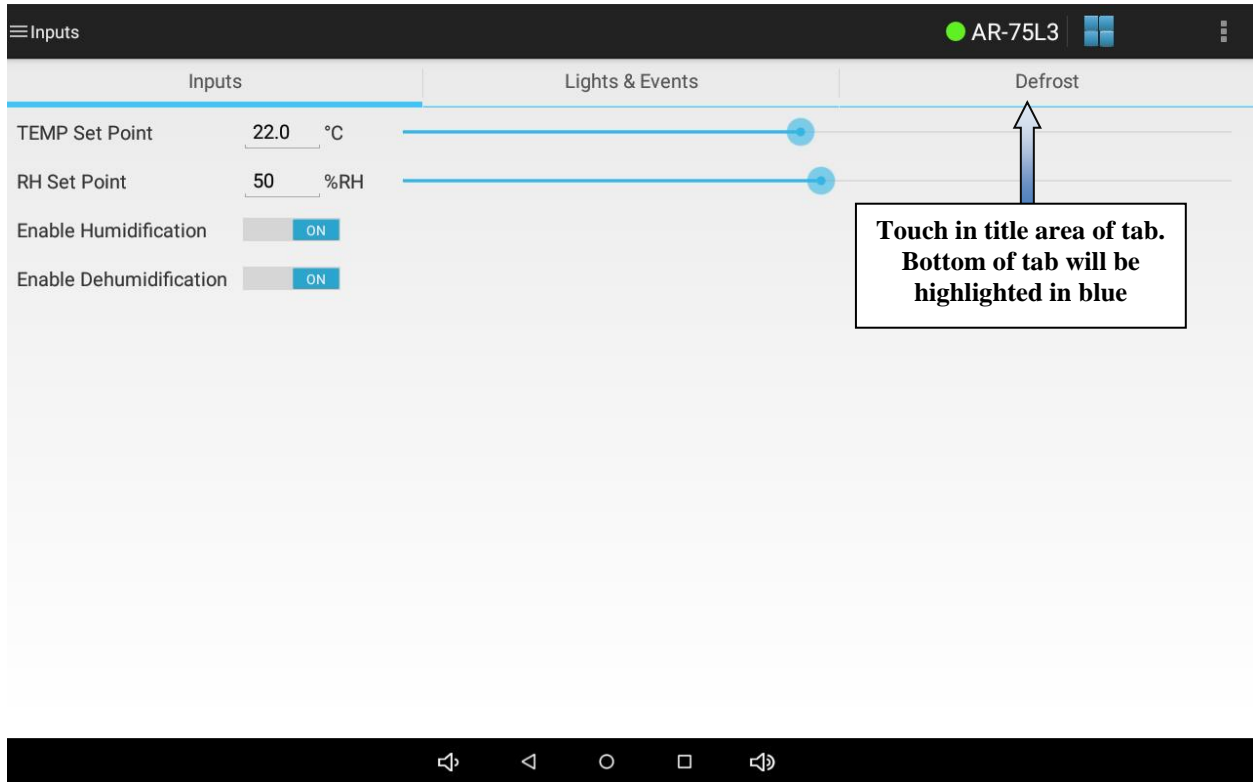 Inputs
AR-75L3
Inputs
Lights & Events
Defrost
TEMP Set Point 22.0 °C
RH Set Point 50 %RH
Enable Humidification ON
Enable Dehumidification ON
Touch in title area of tab.
Bottom of tab will be
highlighted in blue